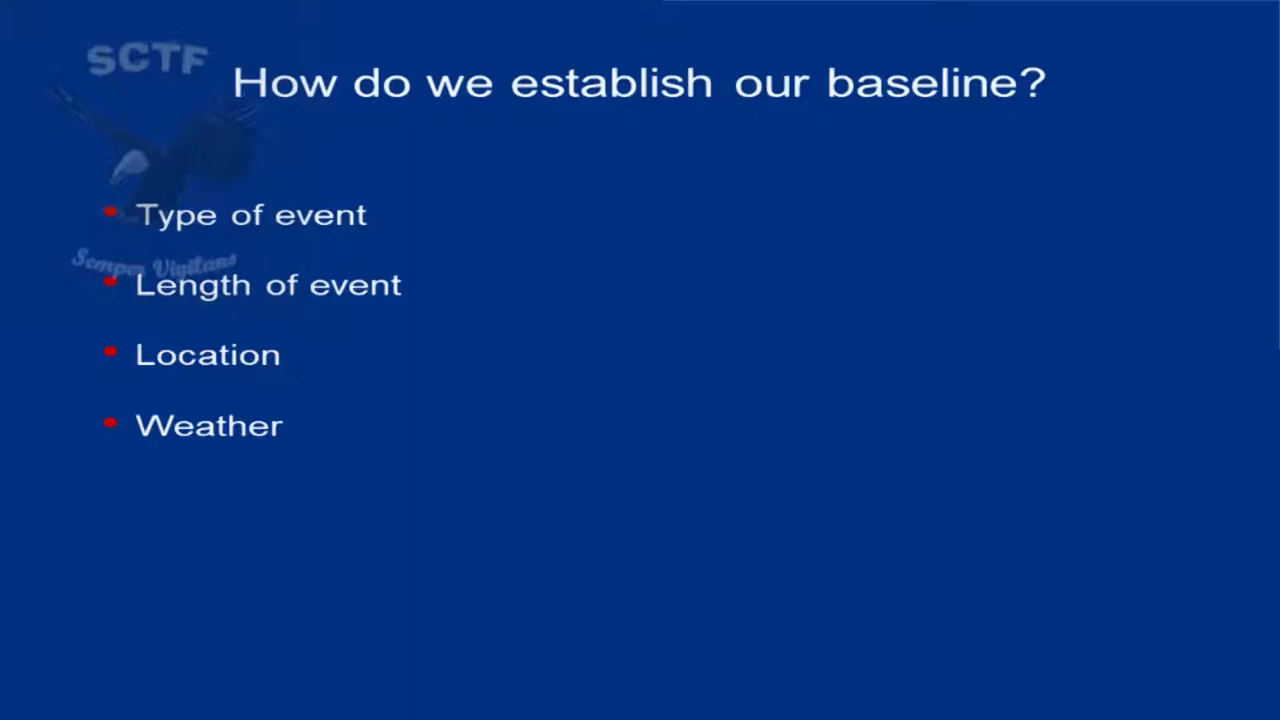 SCTF
How do we establish our baseline?
• Type of event
Semper Vigilans
• Length of event
• Location
• Weather